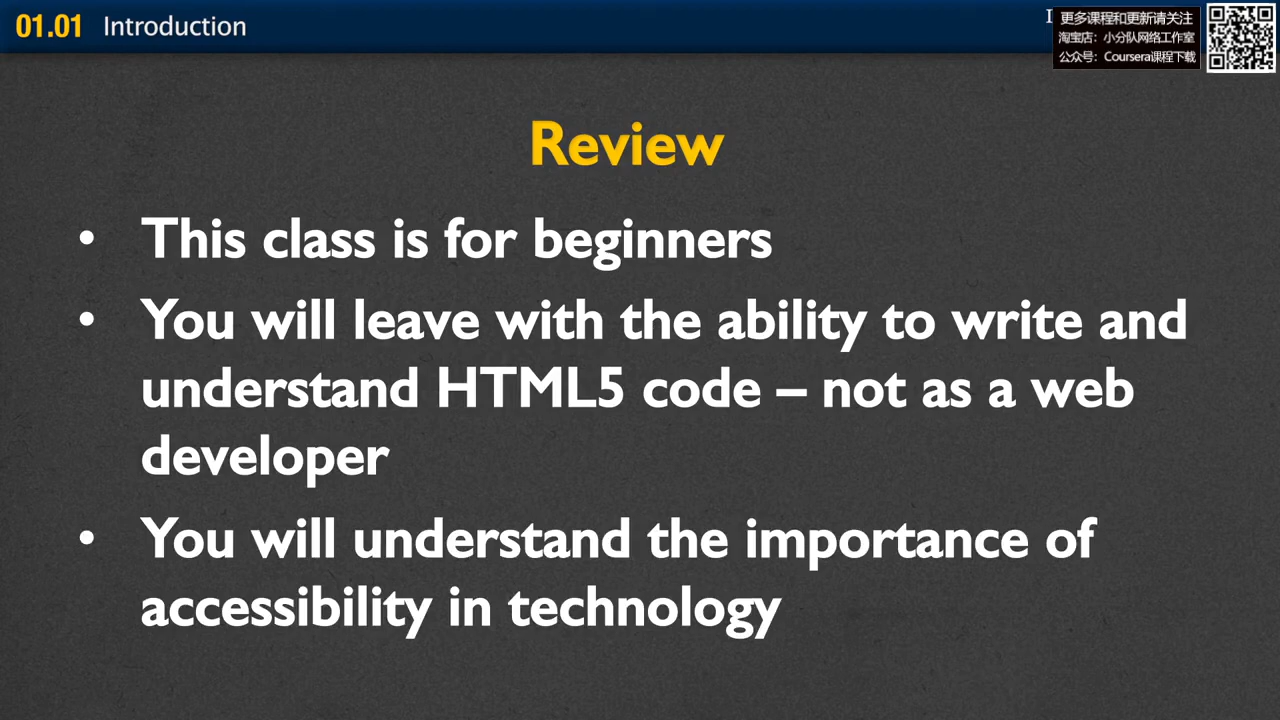 01.01 Introduction
更多课程和更新请关注
淘宝店：小分队网络工作室
公众号：Coursera课程下载
Review
• This class is for beginners
• You will leave with the ability to write and
understand HTML5 code – not as a web
developer
• You will understand the importance of
accessibility in technology